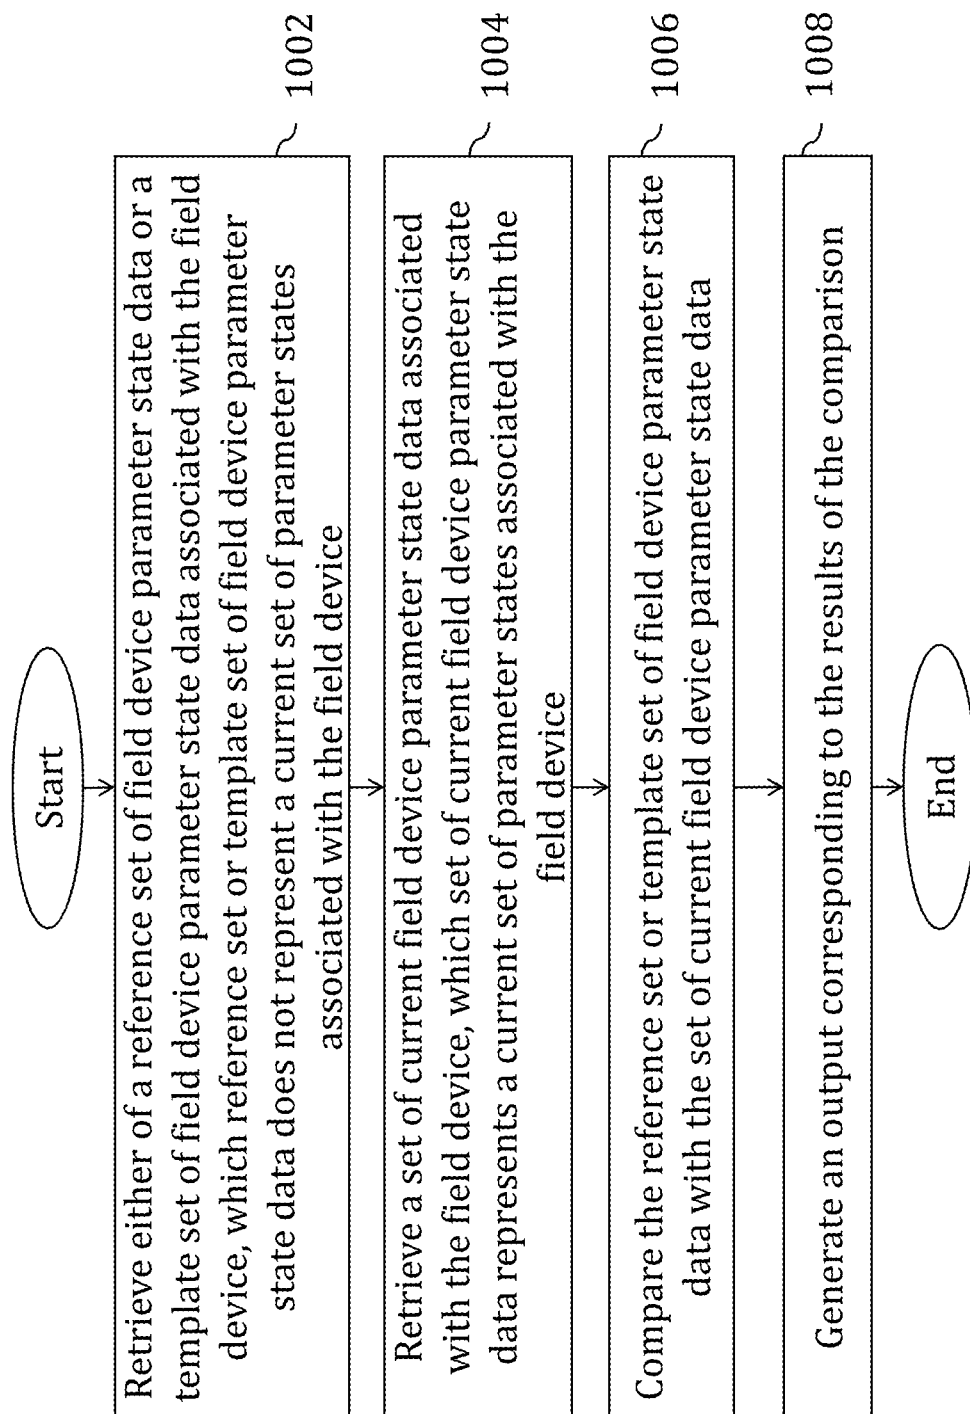 Start
Retrieve either of a reference set of field device parameter state data or a
template set of field device parameter state data associated with the field
device, which reference set or template set of field device parameter
state data does not represent a current set of parameter states
associated with the field device
1002
Retrieve a set of current field device parameter state data associated
with the field device, which set of current field device parameter state
data represents a current set of parameter states associated with the
field device
1004
Compare the reference set or template set of field device parameter state
data with the set of current field device parameter state data
1006
Generate an output corresponding to the results of the comparison
1008
End